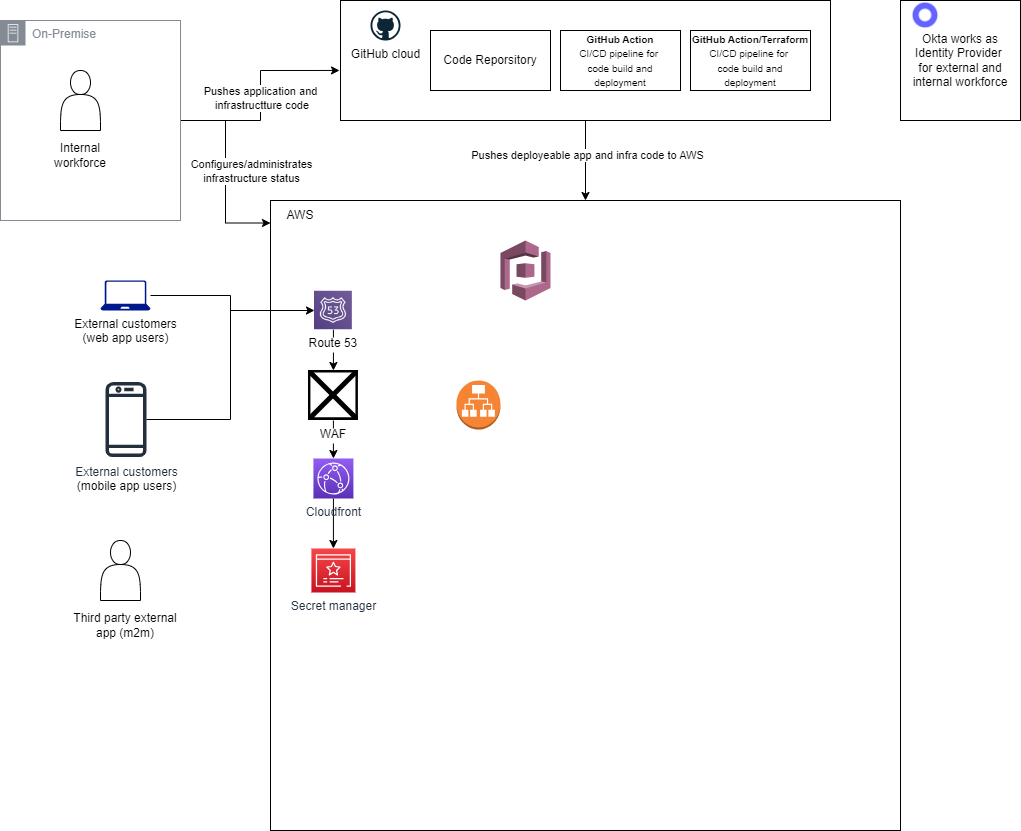 On-Premise
Internal
workforce
Pushes application and
infrastructture code
Configures/administrates
infrastructure status
GitHub cloud
Code Reporsitory
GitHub Action
CI/CD pipeline for
code build and
deployment
GitHub Action/Terraform
CI/CD pipeline for
code build and
deployment
Okta works as
Identity Provider
for external and
internal workforce
Pushes deployeable app and infra code to AWS
AWS
External customers
(web app users)
53
Route 53
WAF
External customers
(mobile app users)
Cloudfront
Third party external
app (m2m)
Secret manager